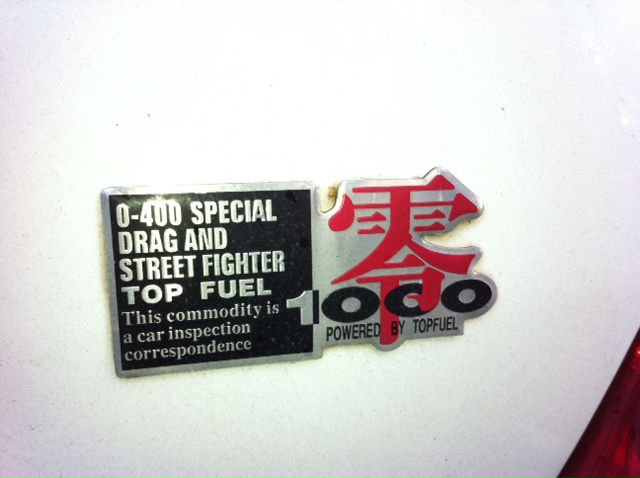 0-400 SPECIAL
DRAG AND
STREET FIGHTER
TOP FUEL
This commodity is
a car inspection
correspondence
零
1000
POWERED BY TOPFUEL